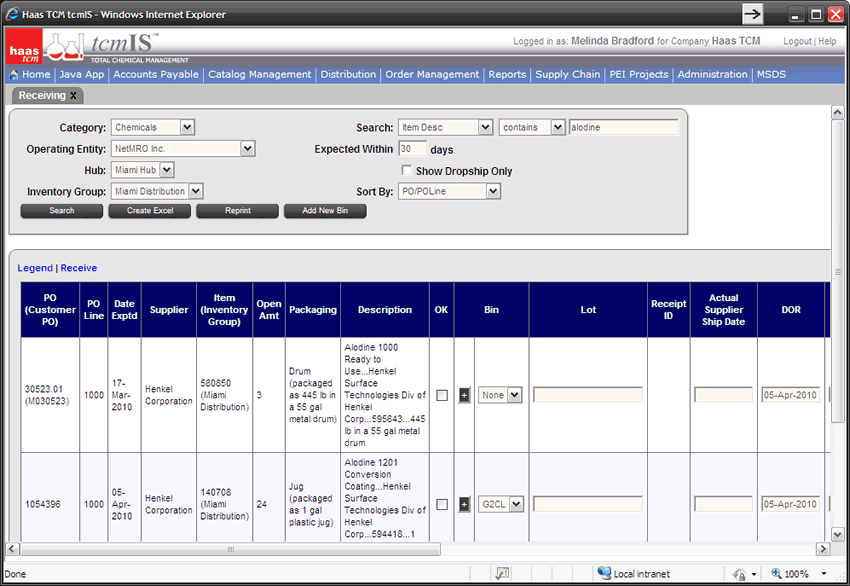 Haas TCM tcmIS - Windows Internet Explorer
haas tcm
tcmIS™
TOTAL CHEMICAL MANAGEMENT
Logged in as: Melinda Bradford for Company Haas TCM
Logout | Help
Home | Java App | Accounts Payable | Catalog Management | Distribution | Order Management | Reports | Supply Chain | PEI Projects | Administration | MSDS
Receiving X
Category: Chemicals Search: Item Desc contains alodine
Operating Entity: NetMRO Inc. Expected Within 30 days
Hub: Miami Hub Show Dropship Only
Inventory Group: Miami Distribution Sort By: PO/POLine
Search Create Excel Reprint Add New Bin
Legend | Receive
PO (Customer PO)
PO Line
Date Exptd
Supplier
Item (Inventory Group)
Open Amt
Packaging
Description
OK
Bin
Lot
Receipt ID
Actual Supplier Ship Date
DOR
30523.01 (M030523)
1000
17-Mar-2010
Henkel Corporation
580850 (Miami Distribution)
3
Drum (packaged as 445 lb in a 55 gal metal drum)
Alodine 1000
Ready to
Use...Henkel
Surface
Technologies Div of
Henkel
Corp...595643...445
lb in a 55 gal metal
drum
+
None
05-Apr-2010
1054396
1000
05-Apr-2010
Henkel Corporation
140708 (Miami Distribution)
24
Jug (packaged as 1 gal plastic jug)
Alodine 1201
Conversion
Coating...Henkel
Surface
Technologies Div of
Henkel
Corp...594418...1
+
G2CL
05-Apr-2010
Done
Local intranet
100%